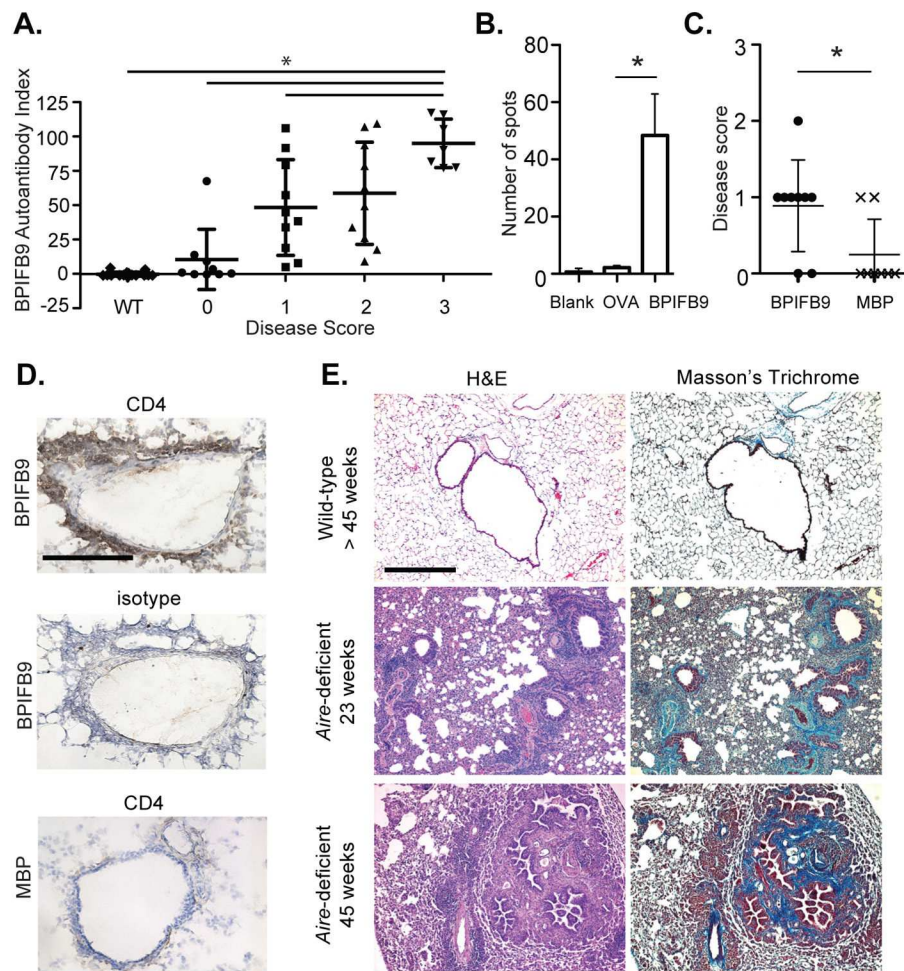 A.
*
BPIFB9 Autoantibody Index
125
100
75
50
25
0
-25
WT
0
1
2
3
Disease Score
B.
*
Number of spots
80
60
40
20
0
Blank
OVA
BPIFB9
C.
*
Disease score
3
2
1
0
BPIFB9
MBP
D.
CD4
BPIFB9
isotype
BPIFB9
CD4
MBP
E.
H&E
Masson's Trichrome
Wild-type
> 45 weeks
Aire-deficient
23 weeks
Aire-deficient
45 weeks